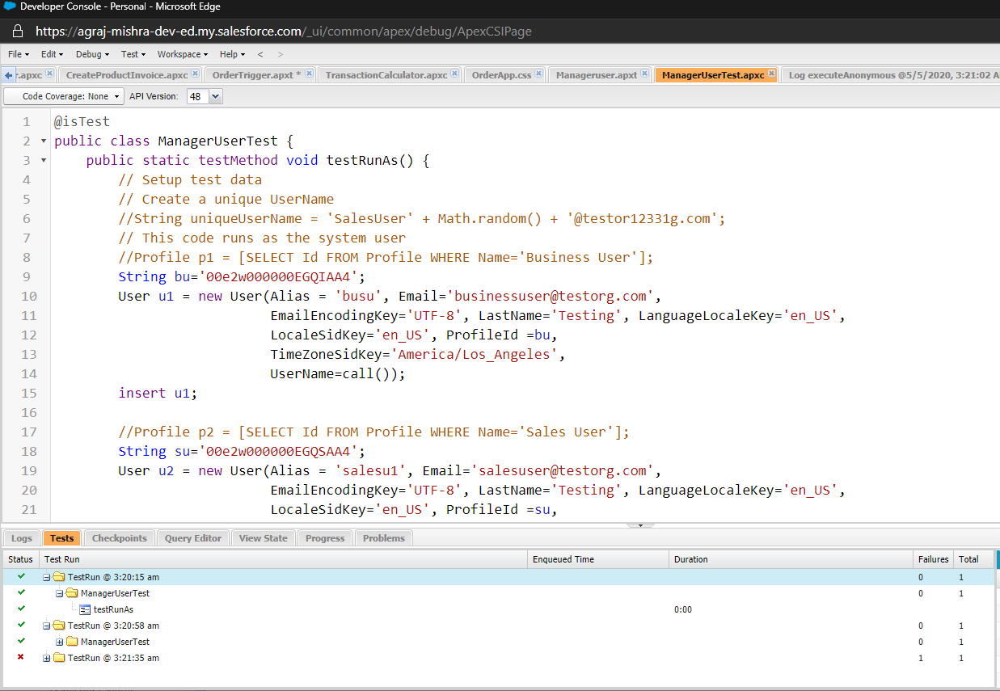 Developer Console - Personal - Microsoft Edge
https://agraj-mishra-dev-ed.my.salesforce.com/_ui/common/apex/debug/ApexCSIPage
File Edit Debug Test Workspace Help < >
r.apxc CreateProductInvoice.apxc OrderTrigger.apxt * TransactionCalculator.apxc OrderApp.css Manageruser.apxt ManagerUserTest.apxc Log executeAnonymous @5/5/2020, 3:21:02 A
Code Coverage: None API Version: 48
1 @isTest
2 public class ManagerUserTest {
3 public static testMethod void testRunAs() {
4 // Setup test data
5 // Create a unique UserName
6 //String uniqueUserName = 'SalesUser' + Math.random() + '@testor12331g.com';
7 // This code runs as the system user
8 //Profile p1 = [SELECT Id FROM Profile WHERE Name='Business User'];
9 String bu='00e2w000000EGQIAA4';
10 User u1 = new User(Alias = 'busu', Email='businessuser@testorg.com',
11 EmailEncodingKey='UTF-8', LastName='Testing', LanguageLocaleKey='en_US',
12 LocaleSidKey='en_US', ProfileId =bu,
13 TimeZoneSidKey='America/Los_Angeles',
14 UserName=call());
15 insert u1;
16
17 //Profile p2 = [SELECT Id FROM Profile WHERE Name='Sales User'];
18 String su='00e2w000000EGQSAA4';
19 User u2 = new User(Alias = 'salesu1', Email='salesuser@testorg.com',
20 EmailEncodingKey='UTF-8', LastName='Testing', LanguageLocaleKey='en_US',
21 LocaleSidKey='en_US', ProfileId =su,
Logs Tests Checkpoints Query Editor View State Progress Problems
Status Test Run Enqueued Time Duration Failures Total
TestRun @ 3:20:15 am 0 1
ManagerUserTest 0 1
testRunAs 0:00
TestRun @ 3:20:58 am 0 1
ManagerUserTest 0 1
TestRun @ 3:21:35 am 1 1